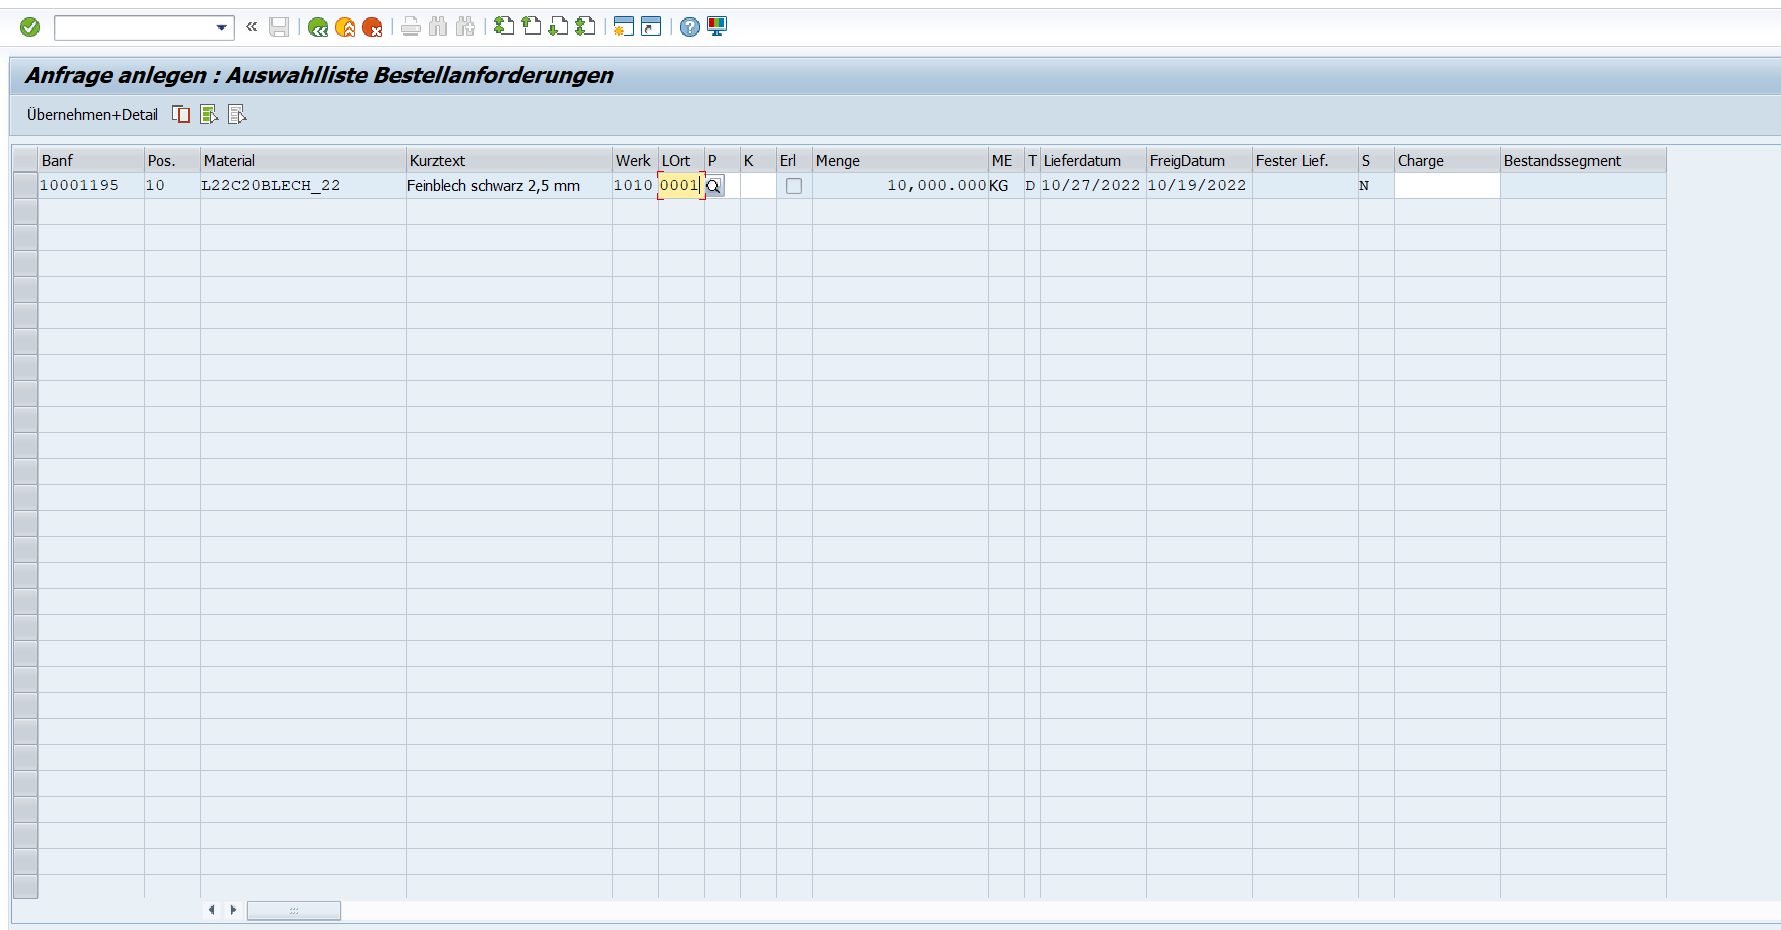 Anfrage anlegen : Auswahlliste Bestellanforderungen
Übernehmen+Detail
Banf Pos. Material Kurztext Werk LOrt P K Erl Menge ME T Lieferdatum FreigDatum Fester Lief. S Charge Bestandssegment
10001195 10 L22C20BLECH_22 Feinblech schwarz 2,5 mm 1010 0001 10,000.000 KG D 10/27/2022 10/19/2022 N